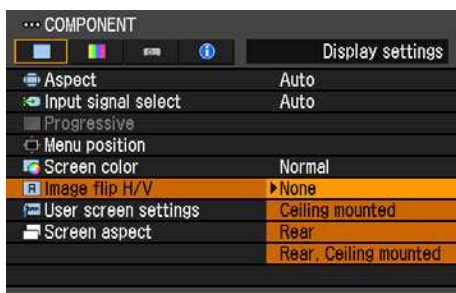 ··· COMPONENT
Display settings
Aspect Auto
Input signal select Auto
Progressive
Menu position
Screen color Normal
Image flip H/V None
User screen settings Ceiling mounted
Screen aspect Rear
Rear, Ceiling mounted